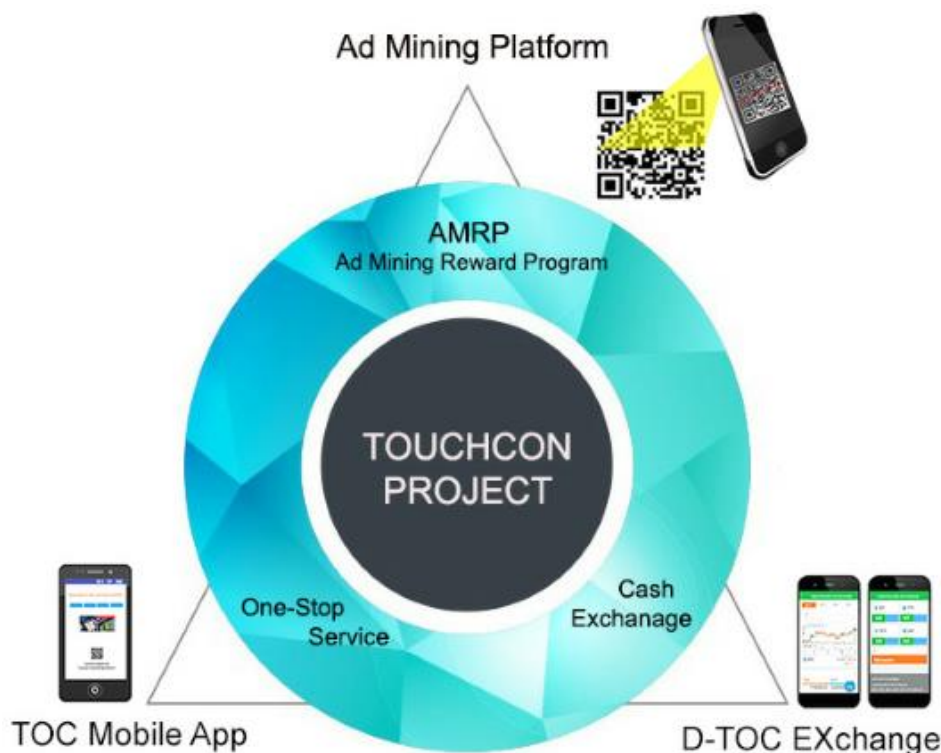 Ad Mining Platform
AMRP
Ad Mining Reward Program
TOUCHCON
PROJECT
One-Stop
Service
Cash
Exchanage
TOC Mobile App
D-TOC EXchange